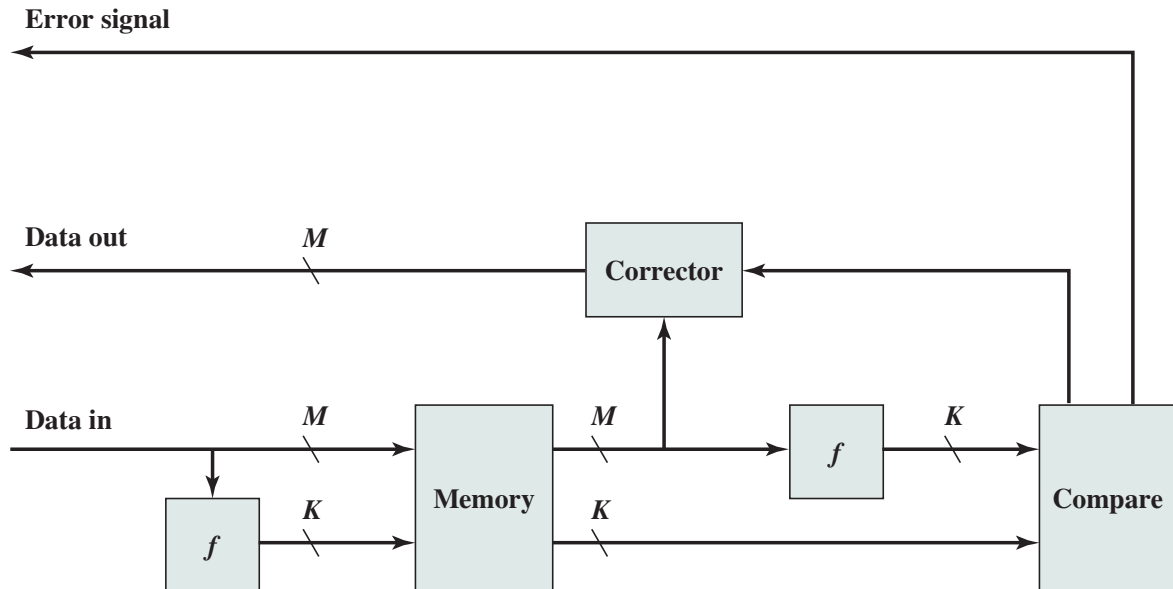 Error signal
Data out
M
Corrector
Data in
M
M
K
f
Memory
Compare
K
K
f